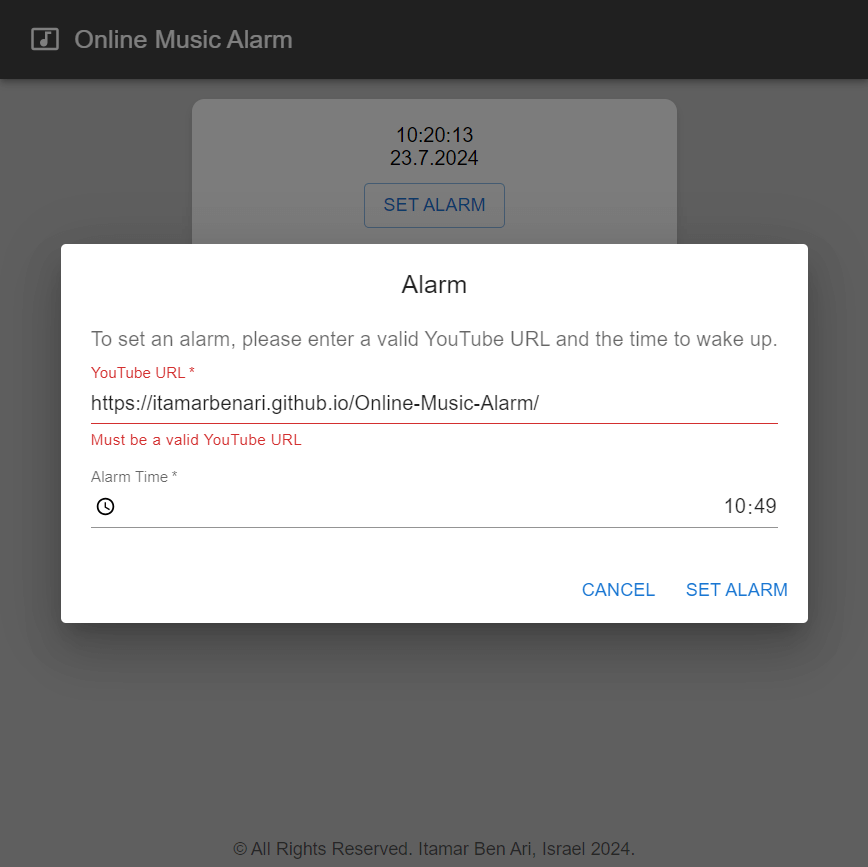 Online Music Alarm
10:20:13
23.7.2024
SET ALARM
Alarm
To set an alarm, please enter a valid YouTube URL and the time to wake up.
YouTube URL *
https://itamarbenari.github.io/Online-Music-Alarm/
Must be a valid YouTube URL
Alarm Time *
10:49
CANCEL SET ALARM
© All Rights Reserved. Itamar Ben Ari, Israel 2024.